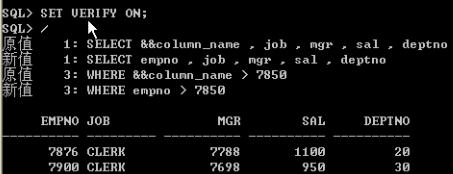 SQL> SET VERIFY ON;
SQL> /
原值    1: SELECT &&column_name , job , mgr , sal , deptno
新值    1: SELECT empno , job , mgr , sal , deptno
原值    3: WHERE &&column_name > 7850
新值    3: WHERE empno > 7850
EMPNO JOB MGR SAL DEPTNO
---------- --------- ---------- ---------- ----------
7876 CLERK 7788 1100 20
7900 CLERK 7698 950 30